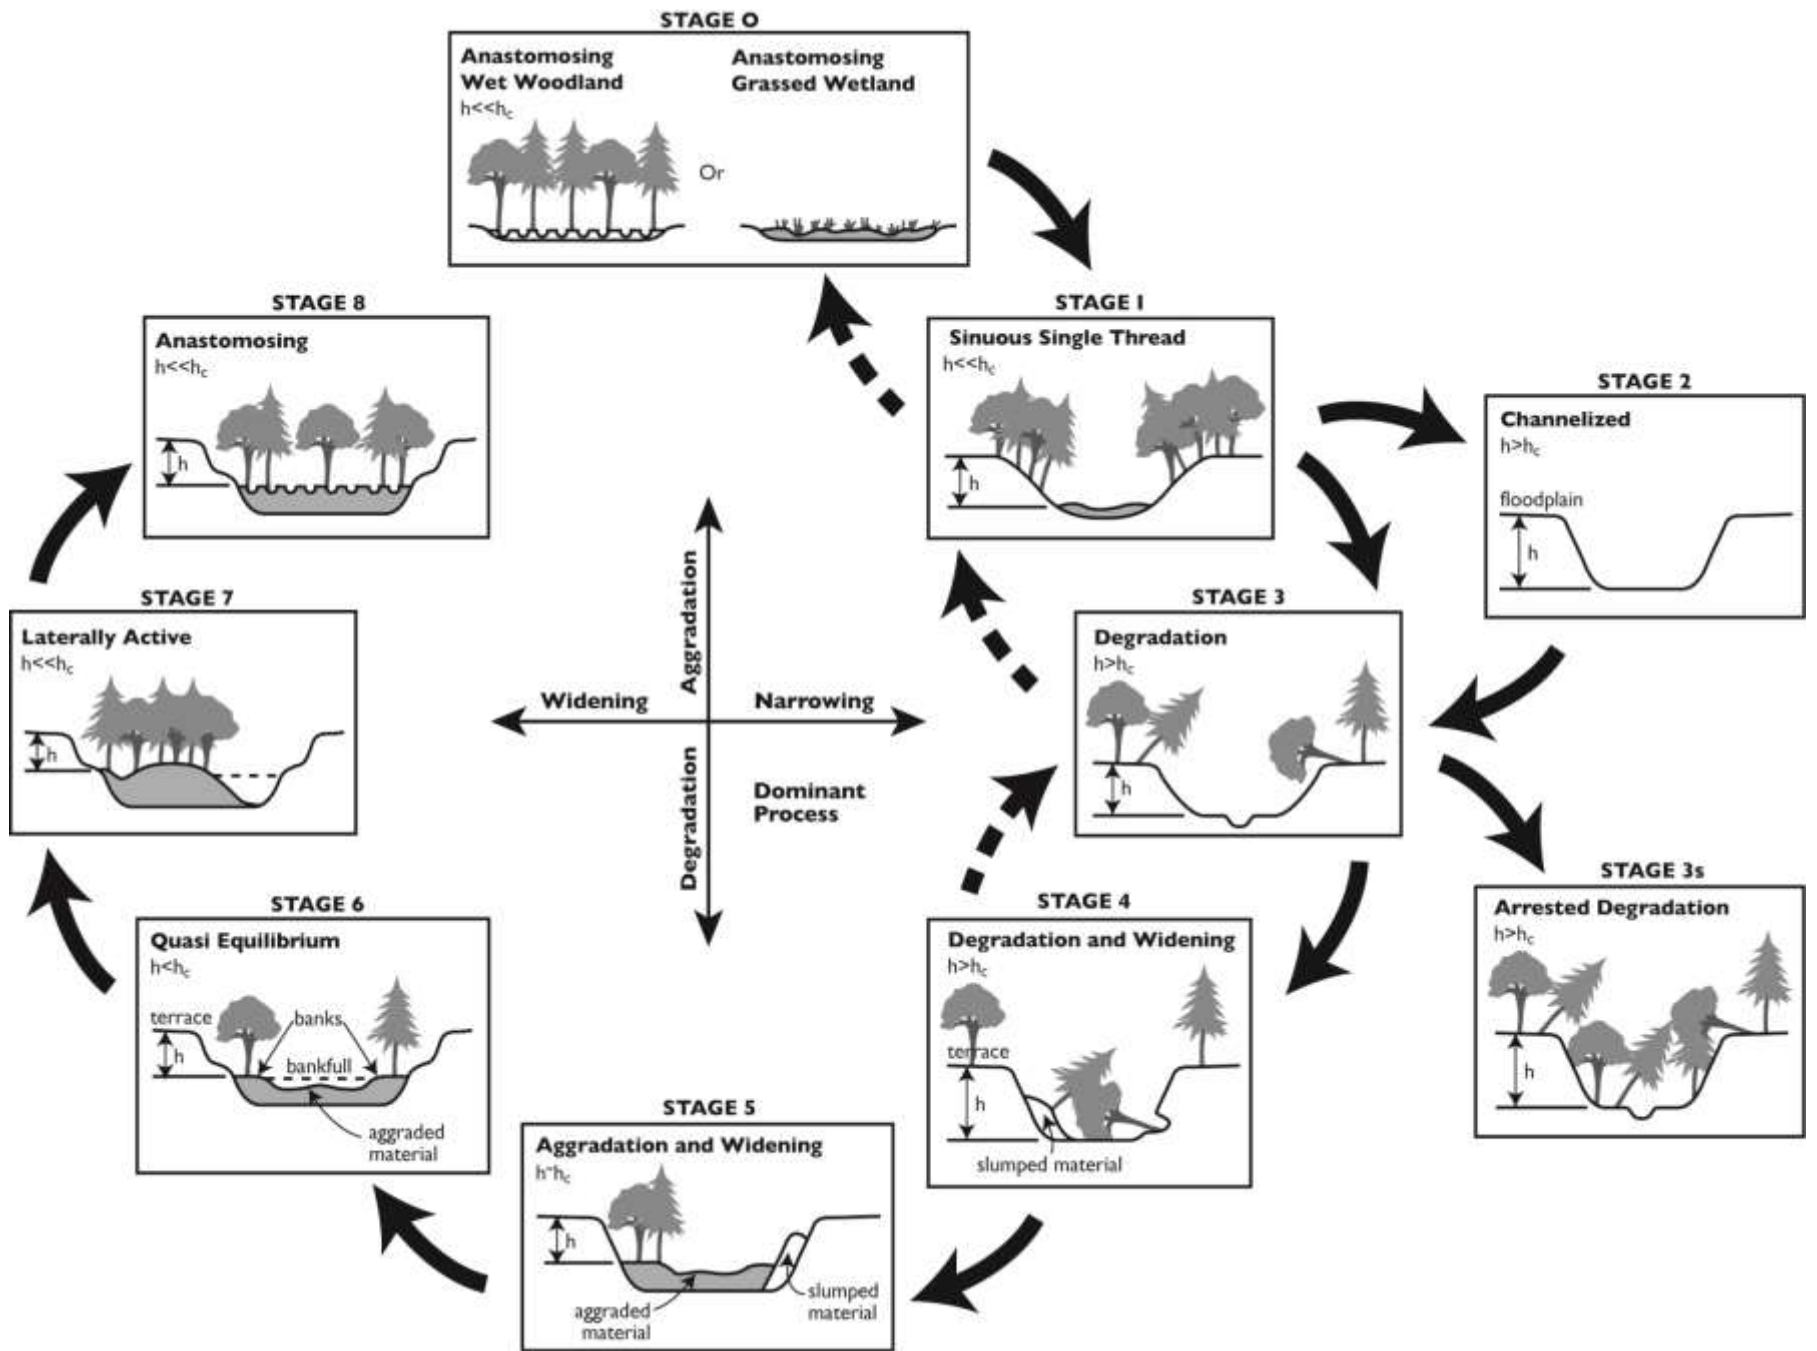 STAGE O
Anastomosing
Wet Woodland
h<<hc
Anastomosing
Grassed Wetland
Or
STAGE I
Sinuous Single Thread
h<<hc
h
STAGE 2
Channelized
h>hc
floodplain
h
STAGE 3
Degradation
h>hc
h
STAGE 3s
Arrested Degradation
h>hc
h
STAGE 4
Degradation and Widening
h>hc
terrace
h
slumped material
STAGE 5
Aggradation and Widening
h~hc
h
aggraded
material
slumped
material
STAGE 6
Quasi Equilibrium
h<hc
terrace
banks
h
bankfull
aggraded
material
STAGE 7
Laterally Active
h<<hc
h
STAGE 8
Anastomosing
h<<hc
h
Aggradation
Widening
Narrowing
Degradation
Dominant
Process